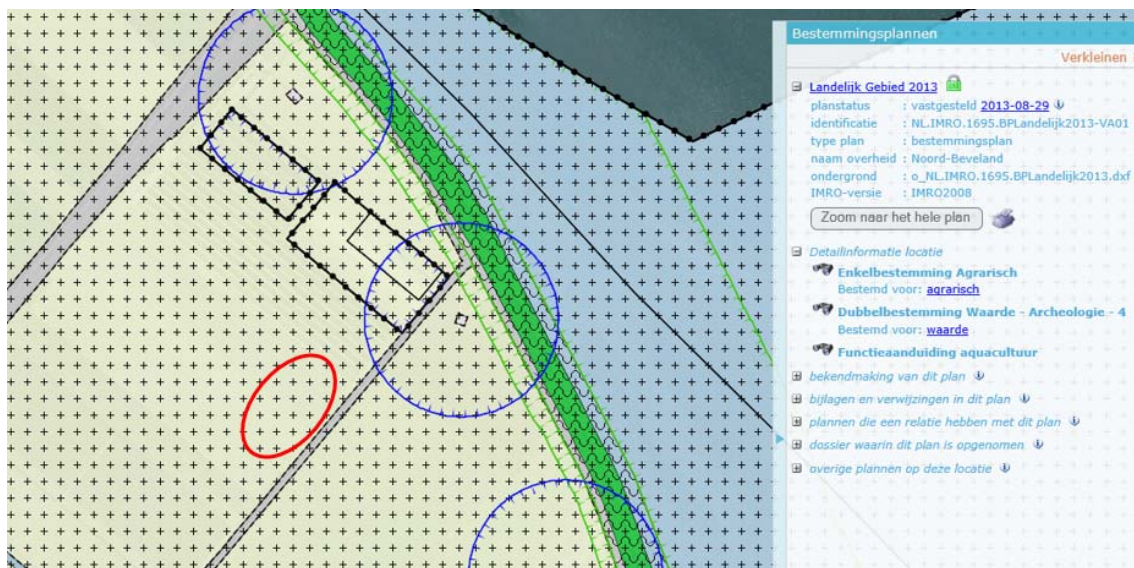 Bestemmingsplannen
Verkleinen
Landelijk Gebied 2013
planstatus : vastgesteld 2013-08-29
identificatie : NL.IMRO.1695.BPLandelijk2013-VA01
type plan : bestemmingsplan
naam overheid : Noord-Beveland
ondergrond : o_NL.IMRO.1695.BPLandelijk2013.dxf
IMRO-versie : IMRO2008
Zoom naar het hele plan
Detailinformatie locatie
Enkelbestemming Agrarisch
Bestemd voor: agrarisch
Dubbelbestemming Waarde - Archeologie - 4
Bestemd voor: waarde
Functieaanduiding aquacultuur
bekendmaking van dit plan
bijlagen en verwijzingen in dit plan
plannen die een relatie hebben met dit plan
dossier waarin dit plan is opgenomen
overige plannen op deze locatie